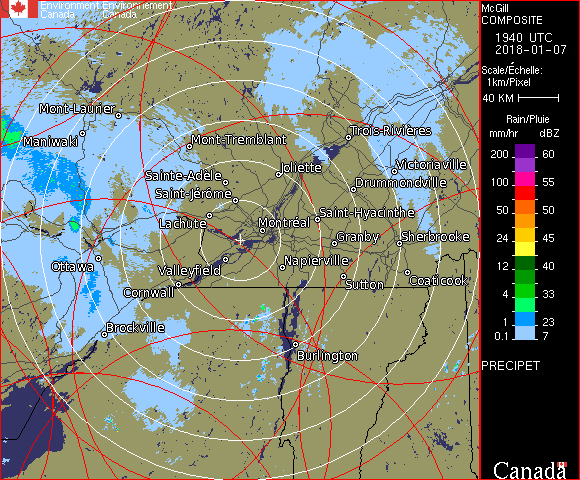 Environment Environnement
Canada Canada
McGill
COMPOSITE
1940 UTC
2018-01-07
Scale/Échelle:
1km/Pixel
40 KM
Rain/Pluie
mm/hr dBZ
200 60
150 55
100 55
50 50
24 45
12 40
4 33
1 23
0.1 7
PRECIPET
Canada
Mont-Laurier
Maniwaki
Mont-Tremblant
Trois-Rivières
Joliette
Victoriaville
Sainte-Adèle
Drummondville
Saint-Jérôme
Saint-Hyacinthe
Lachute
Montréal
Granby
Sherbrooke
Ottawa
Valleyfield
Napierville
Coaticook
Cornwall
Sutton
Brockville
Burlington